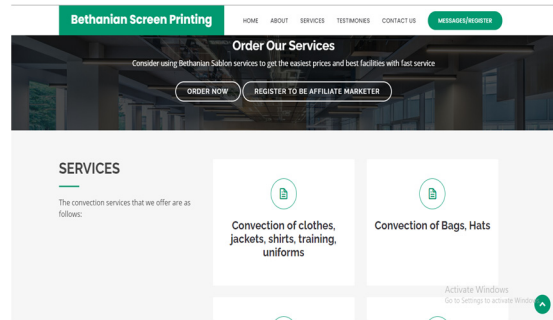 Bethanian Screen Printing
HOME ABOUT SERVICES TESTIMONIES CONTACT US MESSAGES/REGISTER
Order Our Services
Consider using Bethanian Sablon services to get the easiest prices and best facilities with fast service
ORDER NOW REGISTER TO BE AFFILIATE MARKETER
SERVICES
The convection services that we offer are as
follows:
Convection of clothes,
jackets, shirts, training,
uniforms
Convection of Bags, Hats
Activate Windows
Go to Settings to activate